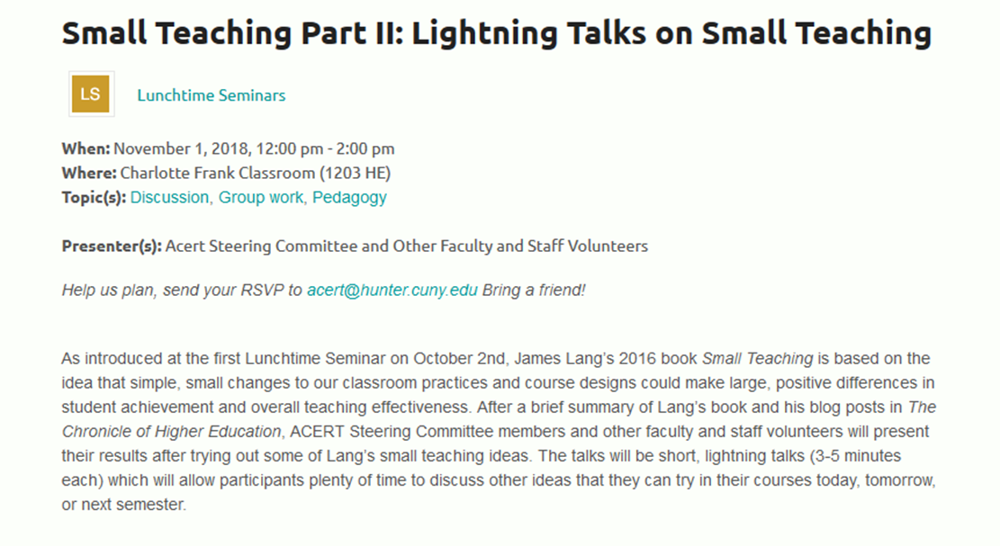 Small Teaching Part II: Lightning Talks on Small Teaching
LS
Lunchtime Seminars
When: November 1, 2018, 12:00 pm - 2:00 pm
Where: Charlotte Frank Classroom (1203 HE)
Topic(s): Discussion, Group work, Pedagogy
Presenter(s): Acert Steering Committee and Other Faculty and Staff Volunteers
Help us plan, send your RSVP to acert@hunter.cuny.edu Bring a friend!
As introduced at the first Lunchtime Seminar on October 2nd, James Lang's 2016 book Small Teaching is based on the
idea that simple, small changes to our classroom practices and course designs could make large, positive differences in
student achievement and overall teaching effectiveness. After a brief summary of Lang's book and his blog posts in The
Chronicle of Higher Education, ACERT Steering Committee members and other faculty and staff volunteers will present
their results after trying out some of Lang's small teaching ideas. The talks will be short, lightning talks (3-5 minutes
each) which will allow participants plenty of time to discuss other ideas that they can try in their courses today, tomorrow,
or next semester.